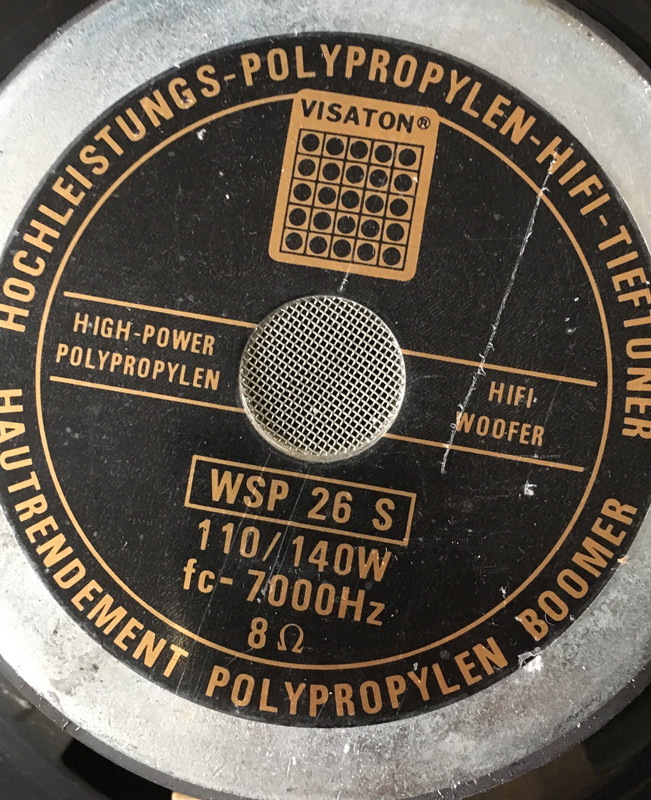 HOCHLEISTUNGS-POLYPROPYLEN-HIFI-TIEFTÖNER
VISATON®
HIGH-POWER
POLYPROPYLEN
HIFI
WOOFER
WSP 26 S
110/140W
fc- 7000Hz
8 Ω
HAUTRENDEMENT POLYPROPYLEN BOOMER